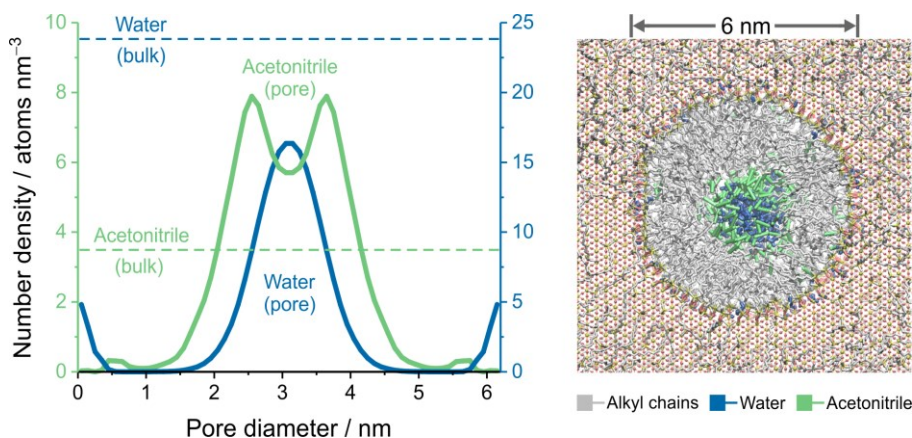 Number density / atoms nm⁻³
10
8
6
4
2
0
Water
(bulk)
Acetonitrile
(pore)
Acetonitrile
(bulk)
Water
(pore)
25
20
15
10
5
0
0 1 2 3 4 5 6
Pore diameter / nm
6 nm
Alkyl chains Water Acetonitrile